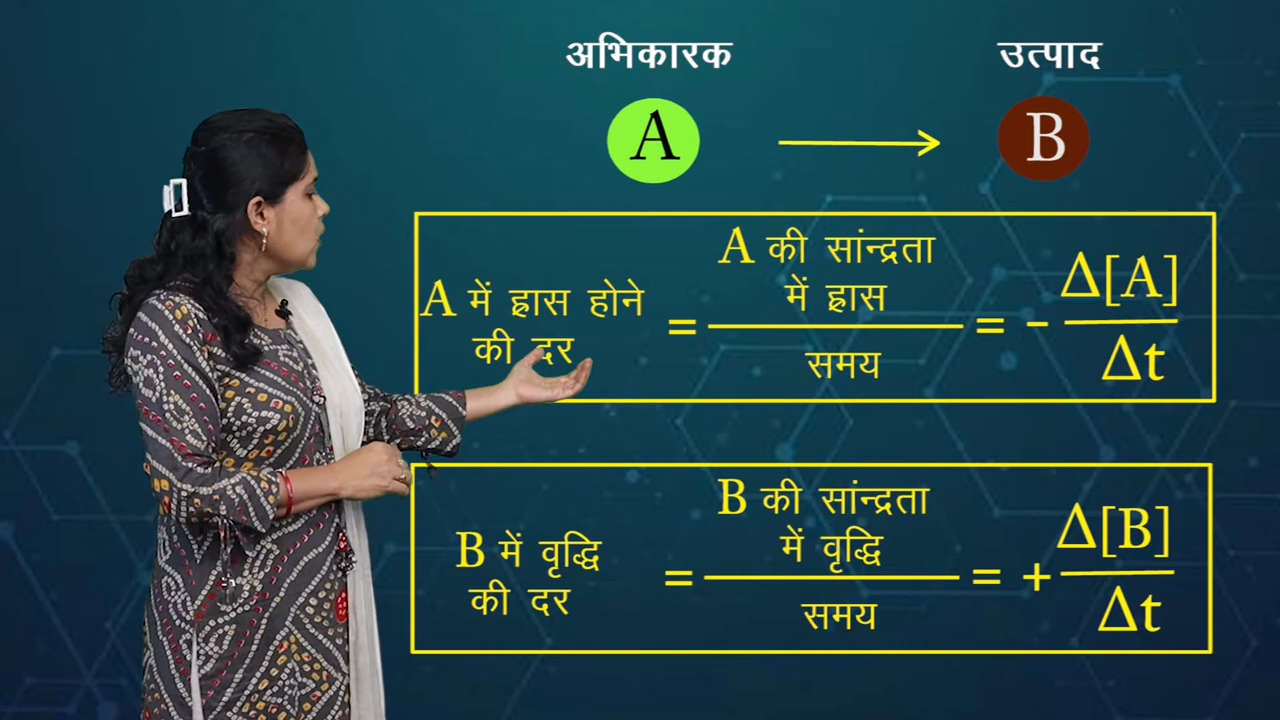 अभिकारक उत्पाद
A → B
A की सांन्द्रता
में ह्रास
A में ह्रास होने
की दर
=
समय
= - Δ[A]
Δt
B की सांन्द्रता
में वृद्धि
B में वृद्धि
की दर
=
समय
= + Δ[B]
Δt